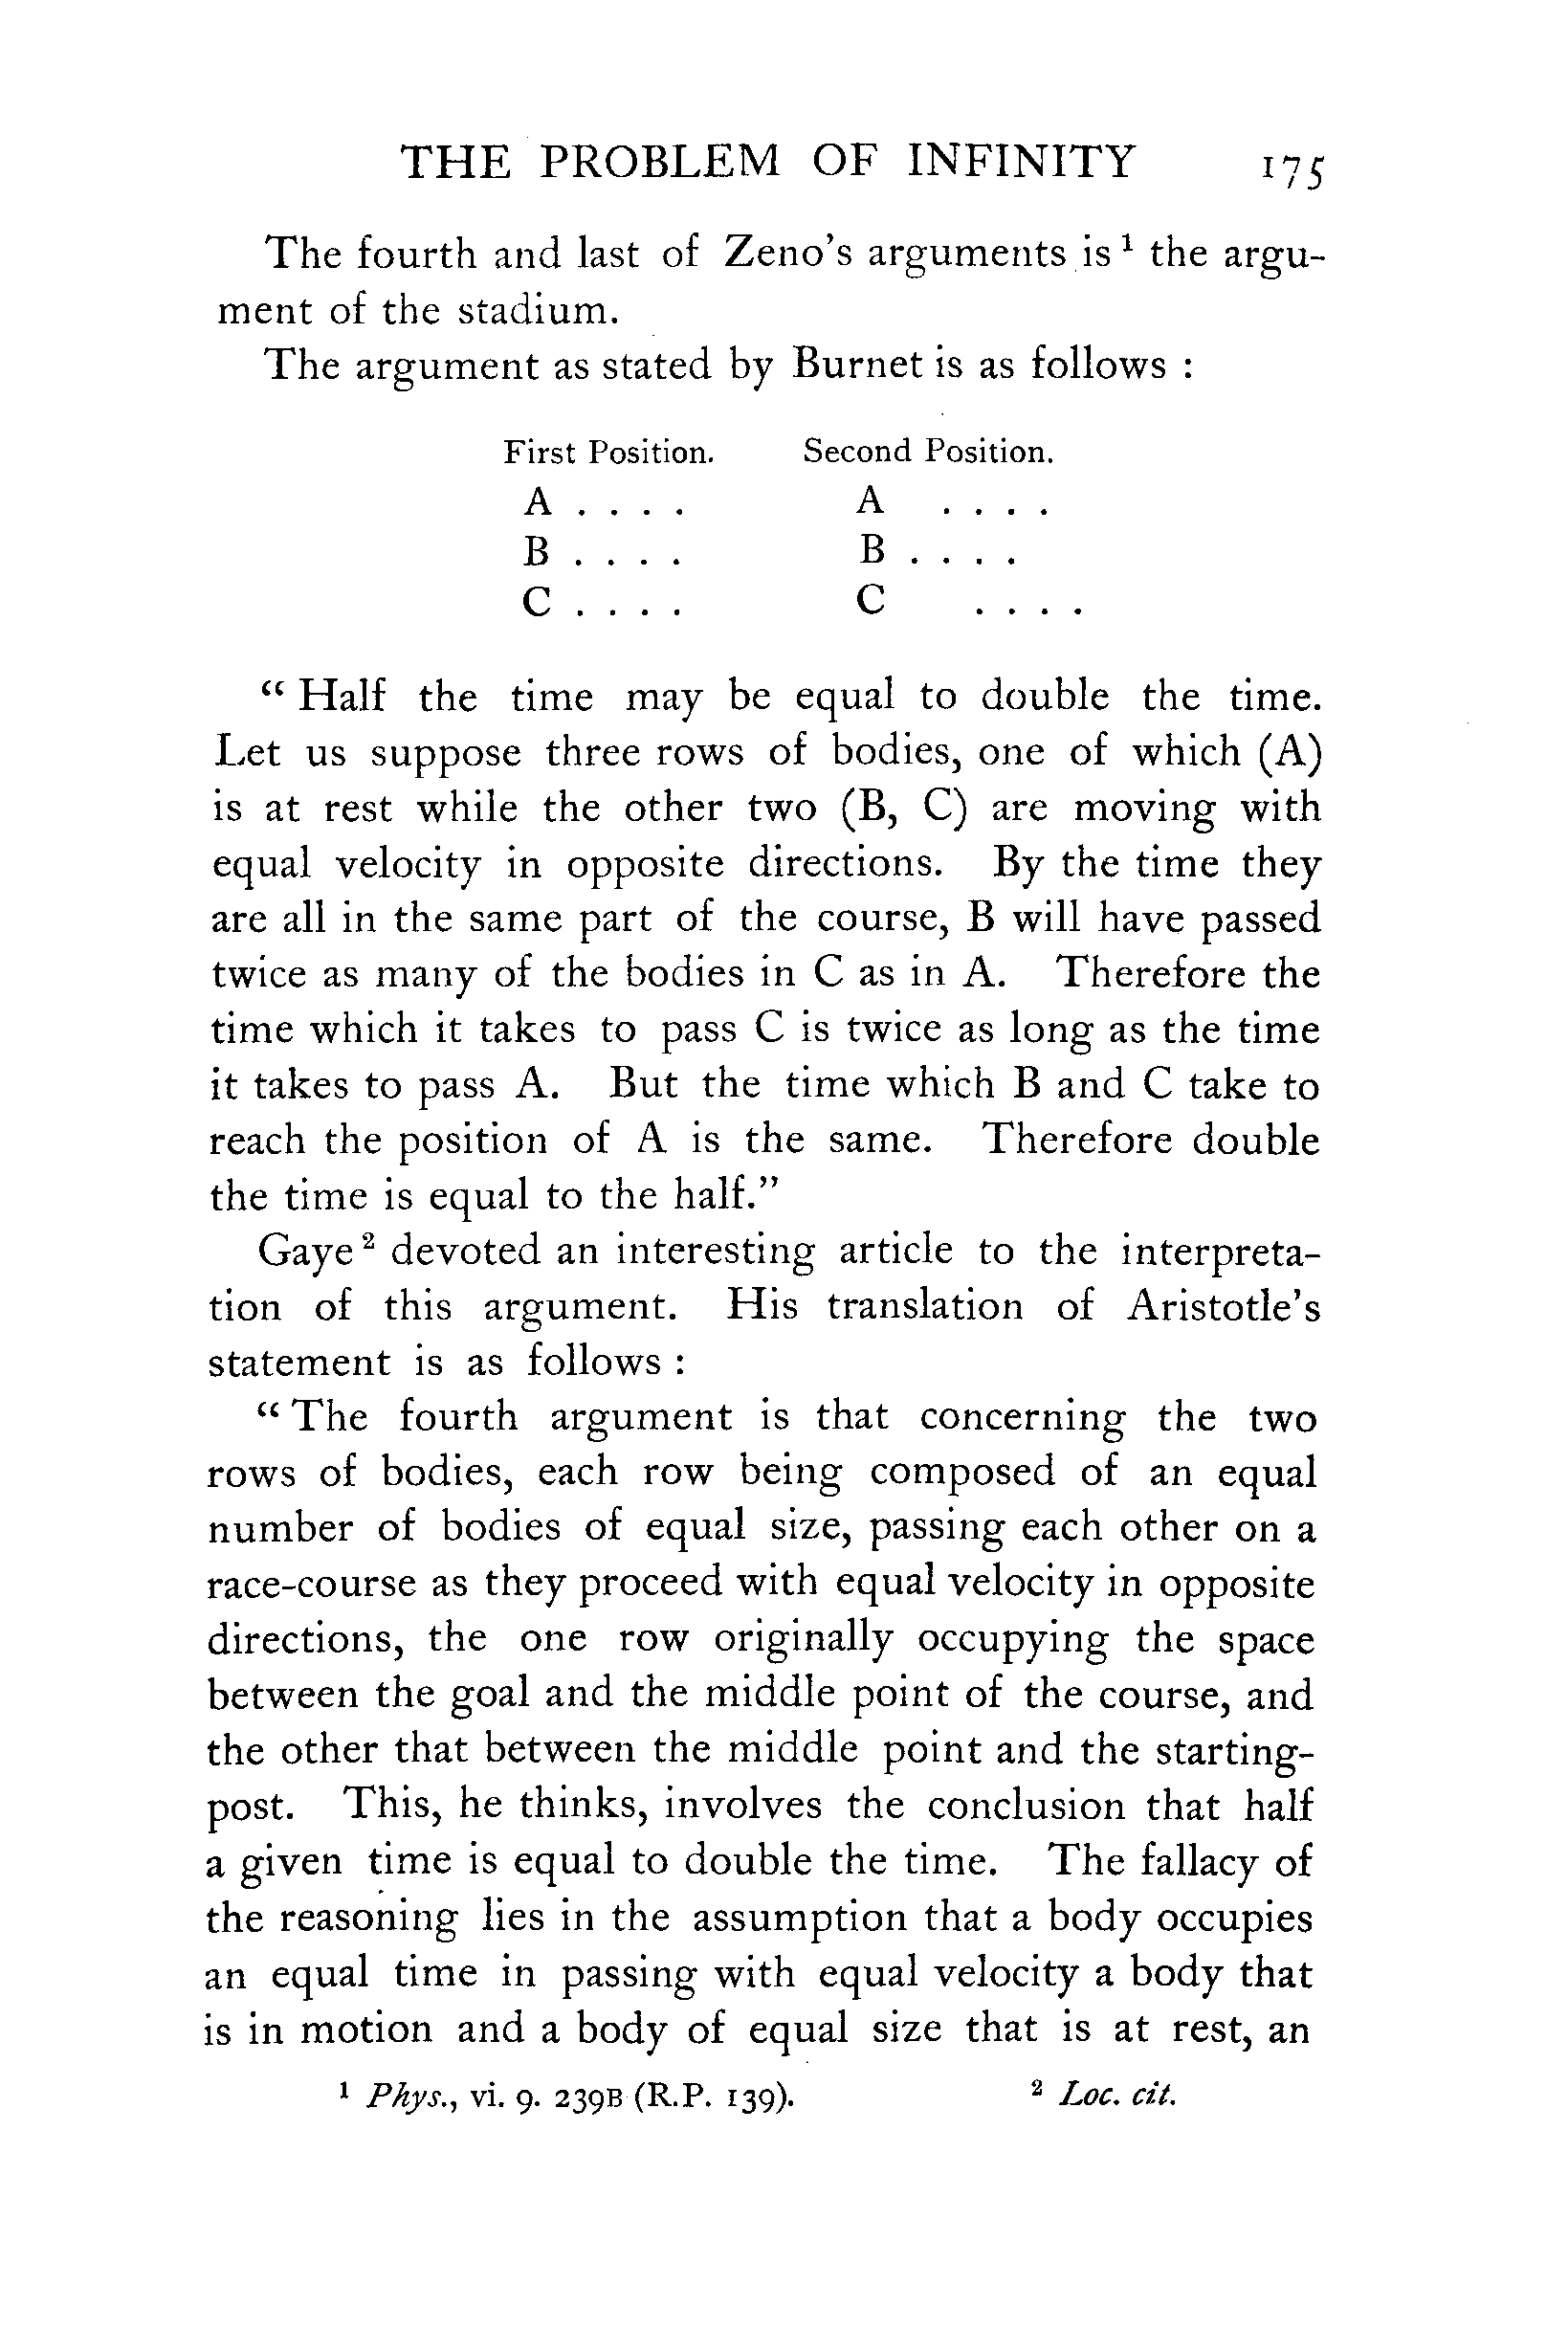 THE PROBLEM OF INFINITY 175
The fourth and last of Zeno's arguments is ¹ the argu-
ment of the stadium.
The argument as stated by Burnet is as follows :
First Position. Second Position.
A . . . . A . . . .
B . . . . B . . . .
C . . . . C . . . .
“ Half the time may be equal to double the time.
Let us suppose three rows of bodies, one of which (A)
is at rest while the other two (B, C) are moving with
equal velocity in opposite directions. By the time they
are all in the same part of the course, B will have passed
twice as many of the bodies in C as in A. Therefore the
time which it takes to pass C is twice as long as the time
it takes to pass A. But the time which B and C take to
reach the position of A is the same. Therefore double
the time is equal to the half.”
Gaye ² devoted an interesting article to the interpreta-
tion of this argument. His translation of Aristotle's
statement is as follows :
“ The fourth argument is that concerning the two
rows of bodies, each row being composed of an equal
number of bodies of equal size, passing each other on a
race-course as they proceed with equal velocity in opposite
directions, the one row originally occupying the space
between the goal and the middle point of the course, and
the other that between the middle point and the starting-
post. This, he thinks, involves the conclusion that half
a given time is equal to double the time. The fallacy of
the reasoning lies in the assumption that a body occupies
an equal time in passing with equal velocity a body that
is in motion and a body of equal size that is at rest, an
¹ Phys., vi. 9. 239B (R.P. 139). ² Loc. cit.